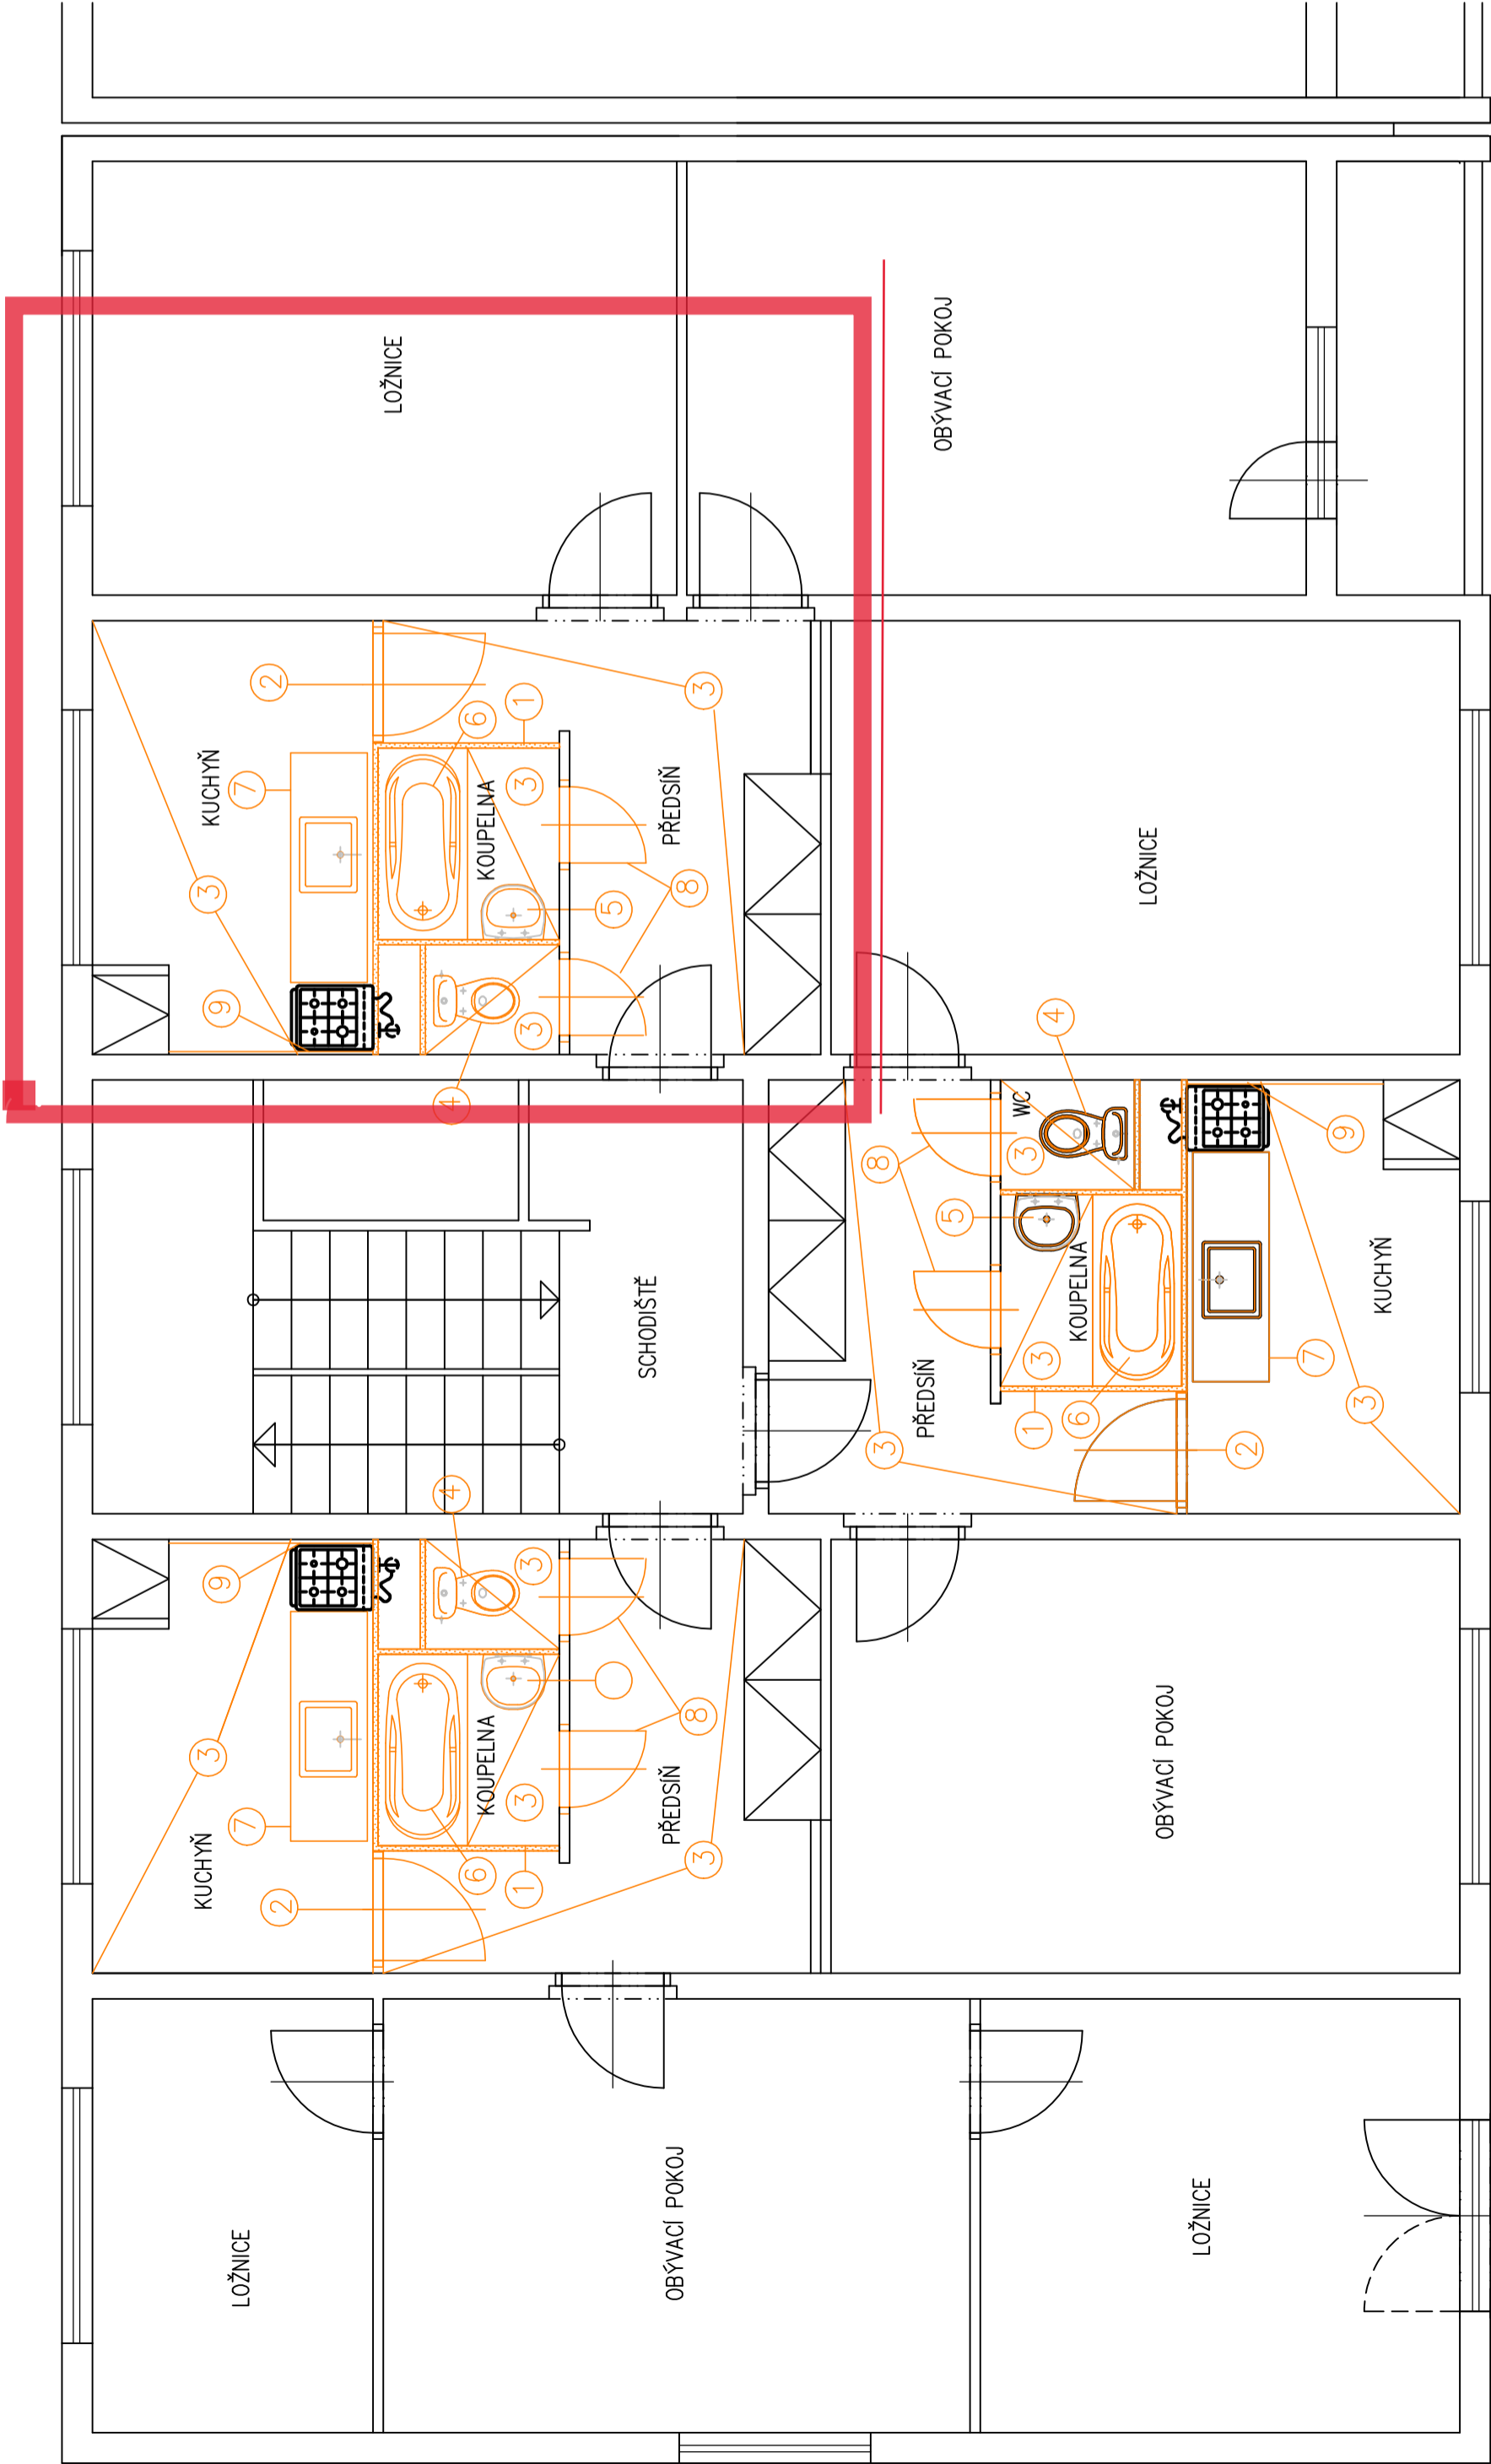 LOŽNICE
OBÝVACÍ POKOJ
2
3
1
6
KUCHYŇ
7
3
KOUPELNA
PŘEDSÍŇ
3
8
5
LOŽNICE
9
3
4
4
WC
3
8
9
5
SCHODIŠTĚ
KOUPELNA
KUCHYŇ
3
7
PŘEDSÍŇ
3
1
6
2
3
4
9
3
8
3
KOUPELNA
OBÝVACÍ POKOJ
7
3
PŘEDSÍŇ
KUCHYŇ
6
1
3
2
LOŽNICE
OBÝVACÍ POKOJ
LOŽNICE